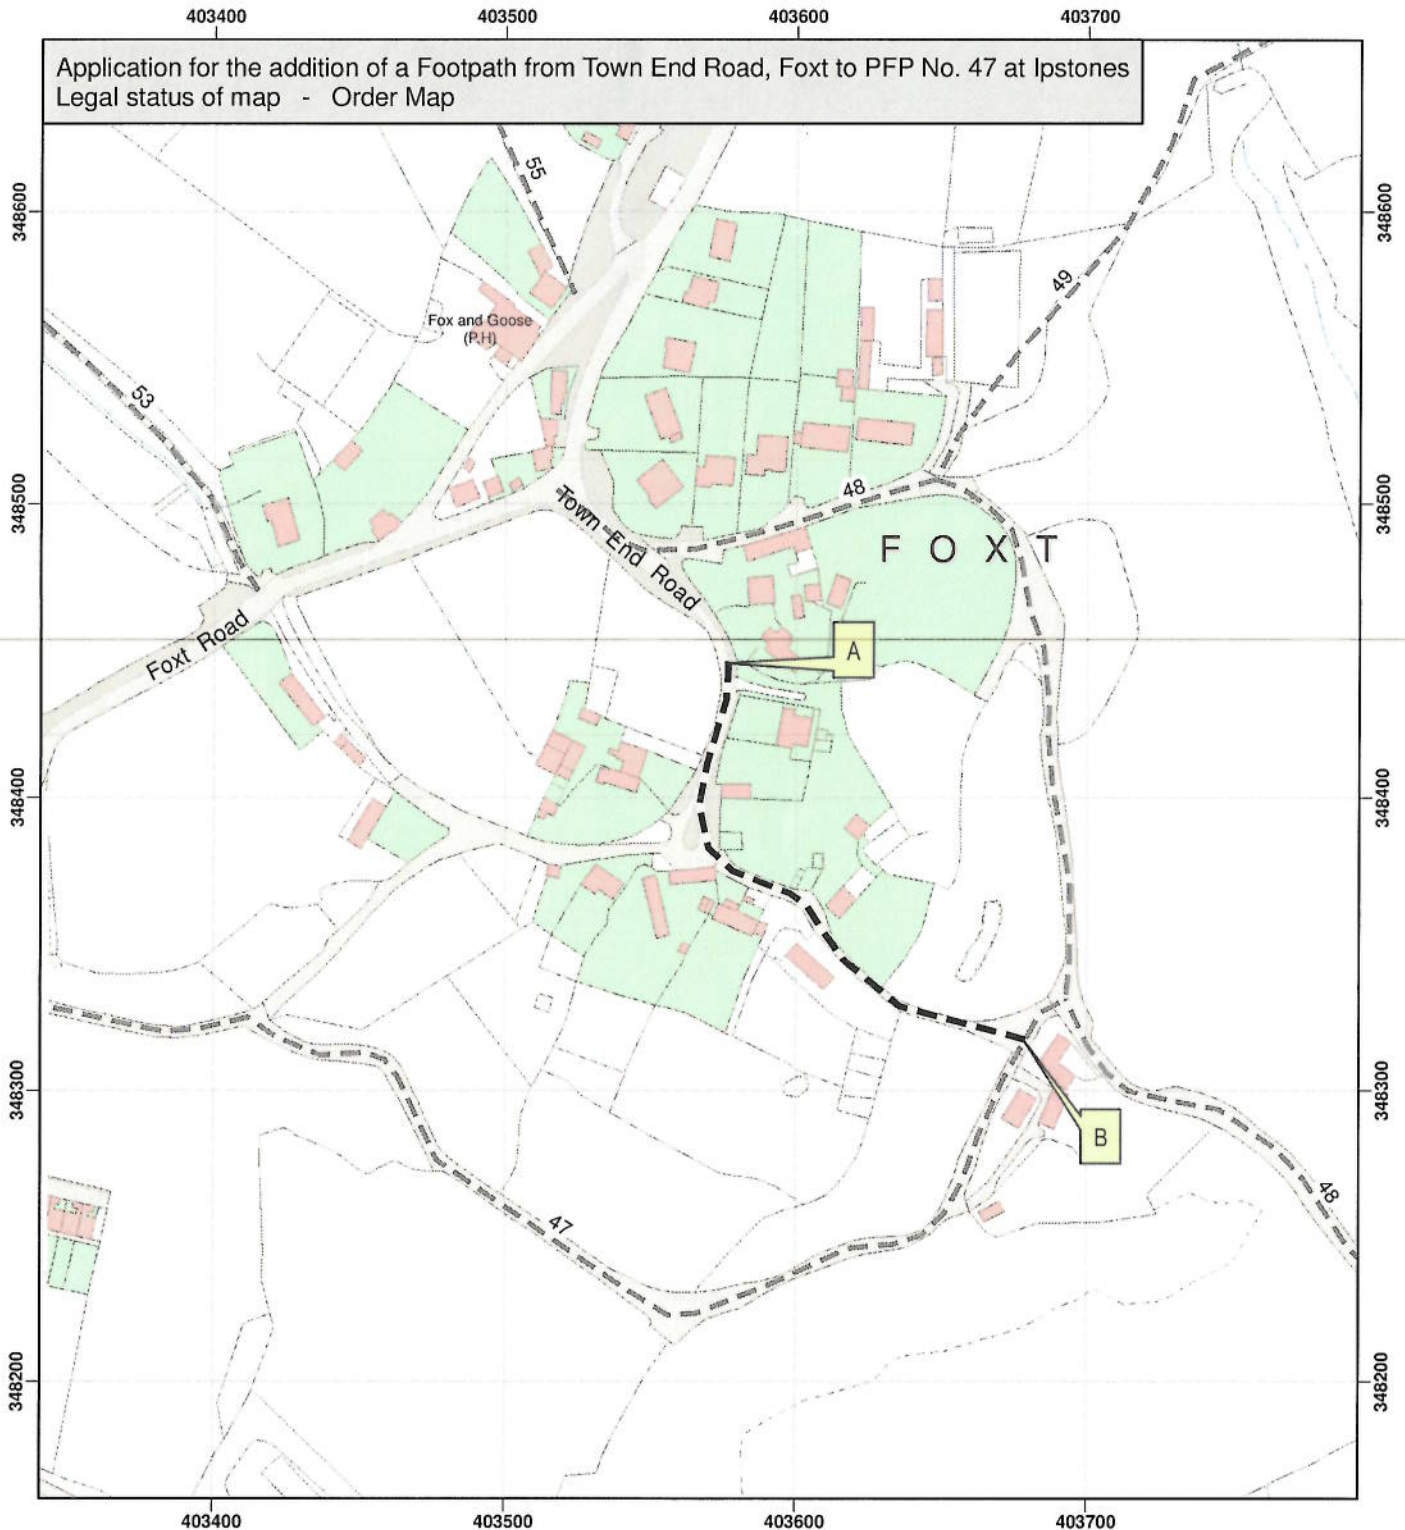 403400 403500 403600 403700
Application for the addition of a Footpath from Town End Road, Foxt to PFP No. 47 at Ipstones
Legal status of map - Order Map
55
348600
348600
49
Fox and Goose
(P.H)
53
48
348500
348500
Town End Road
F O X T
Foxt Road
A
348400
348400
348300
348300
B
48
47
348200
348200
403400 403500 403600 403700